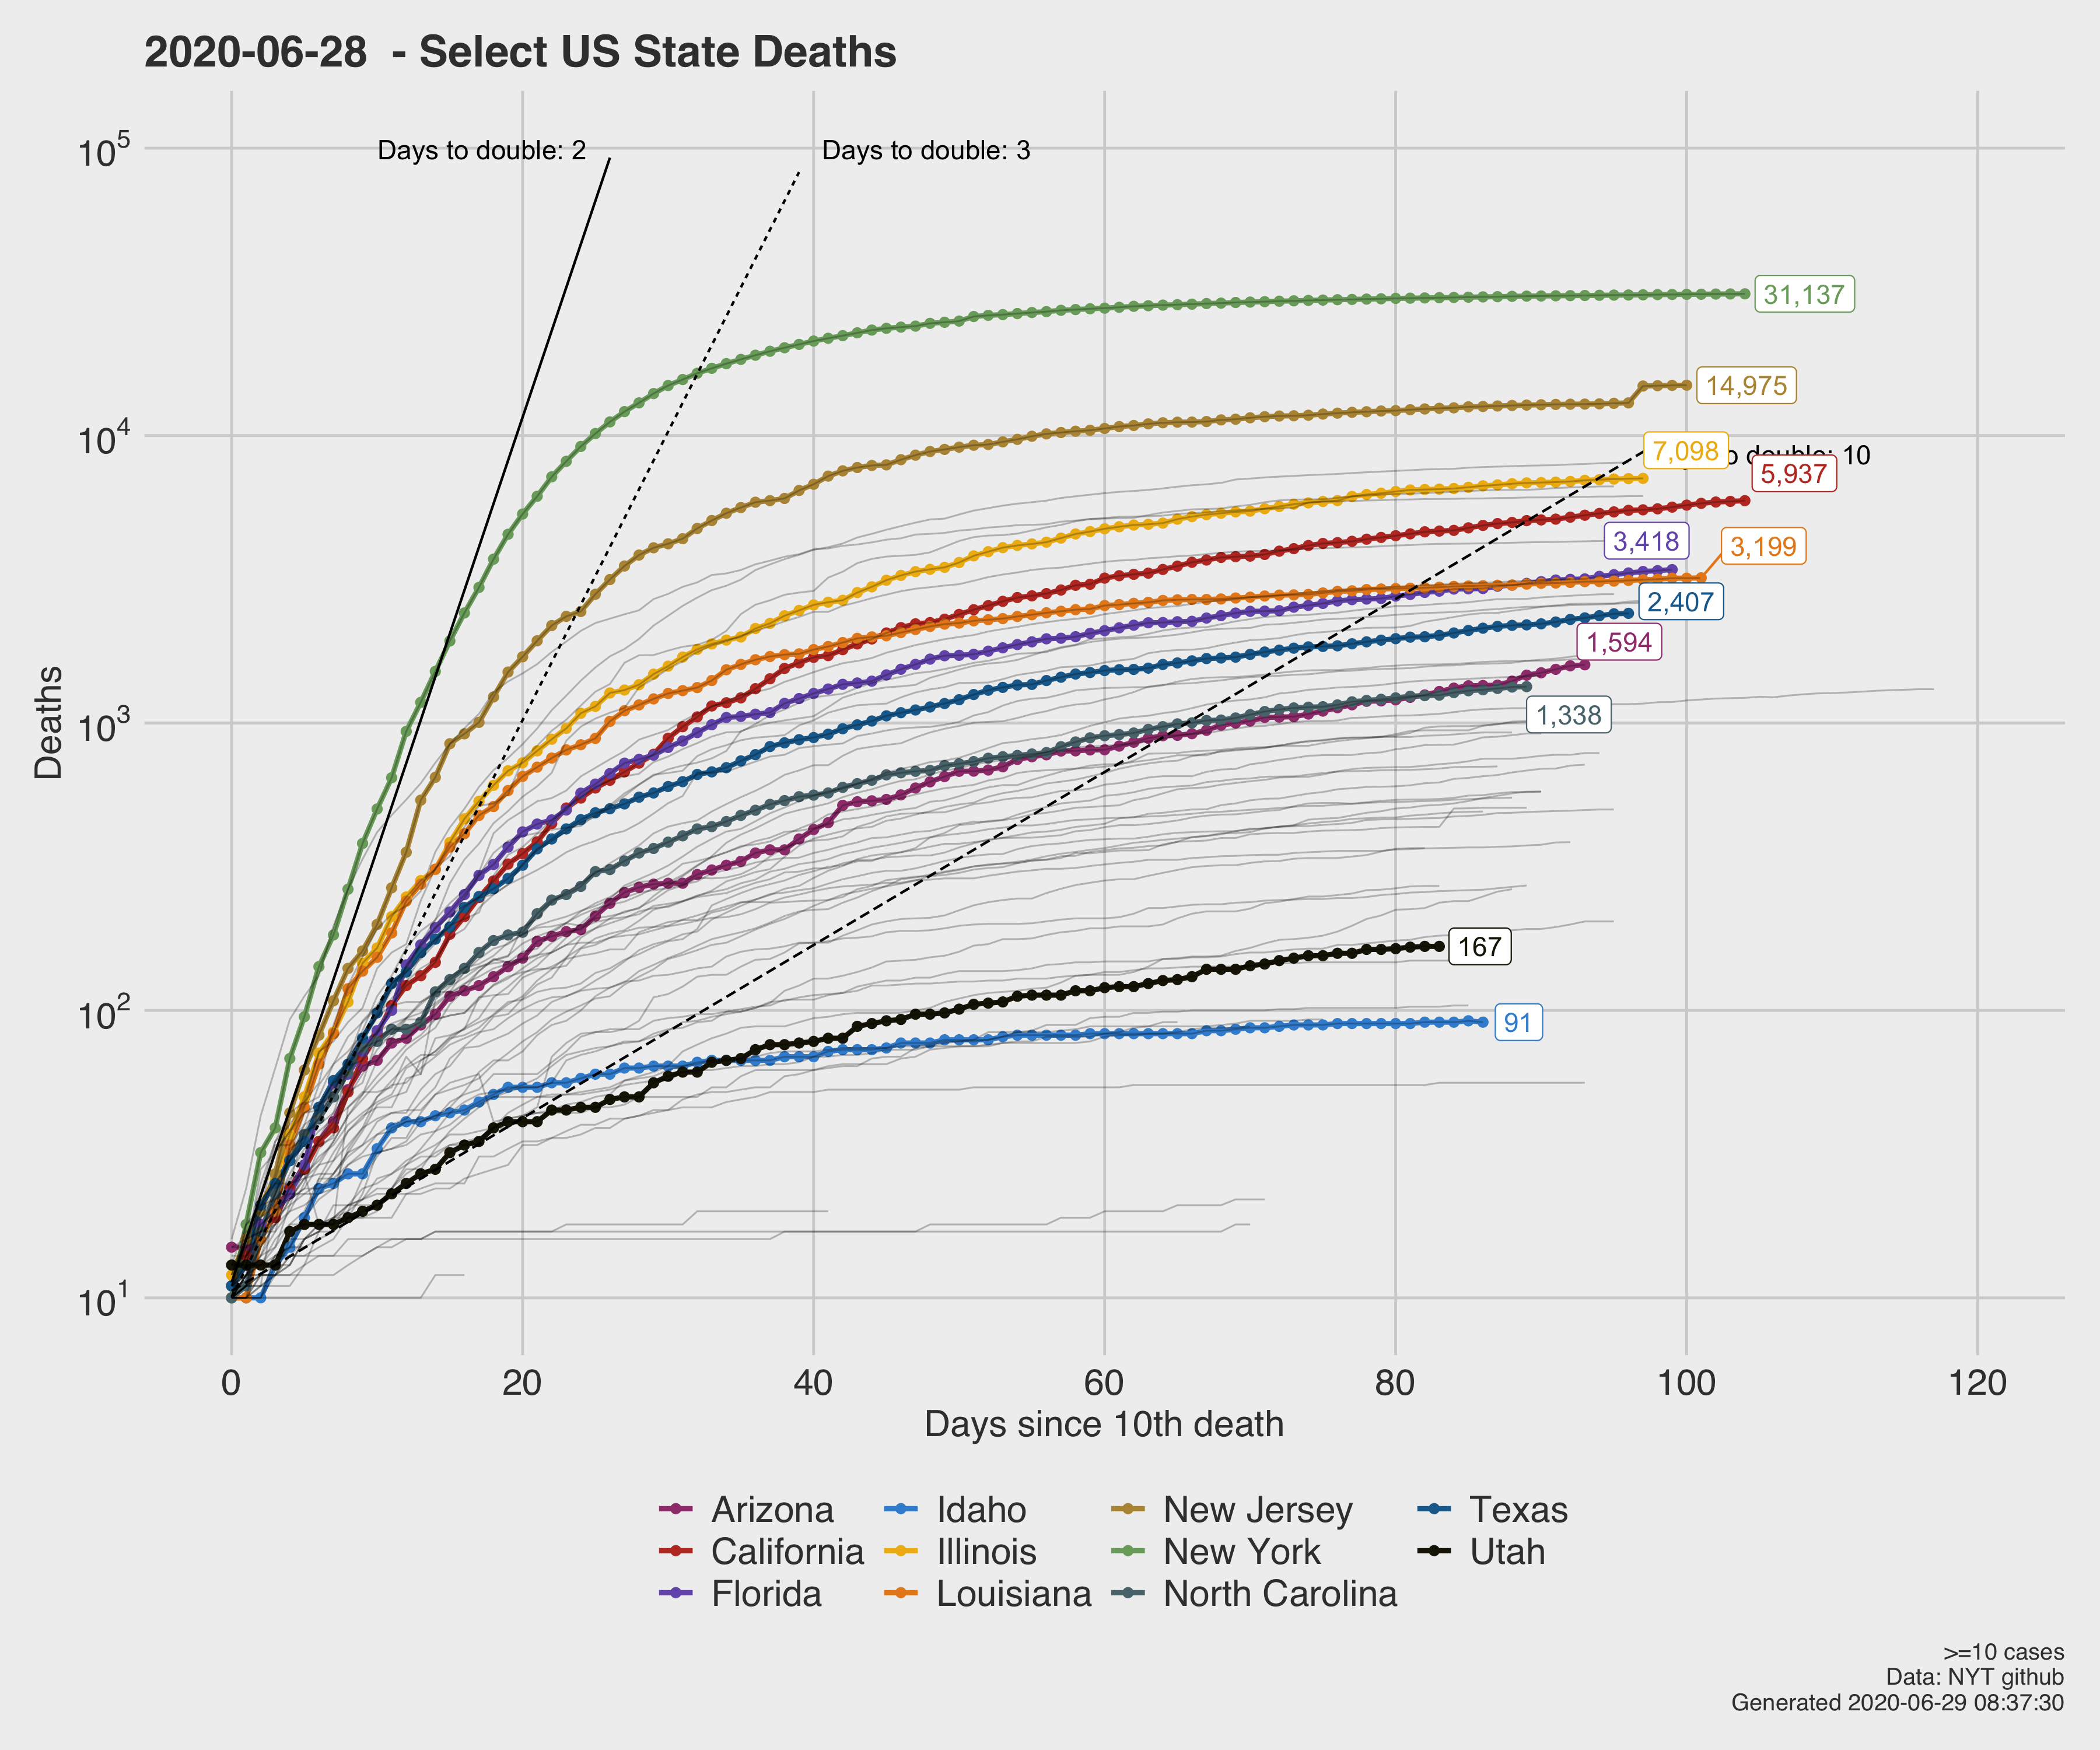 2020-06-28  - Select US State Deaths
Days to double: 2
Days to double: 3
10^5
31,137
14,975
10^4
7,098
double: 10
5,937
3,418
3,199
2,407
1,594
10^3
1,338
Deaths
167
10^2
91
10^1
0 20 40 60 80 100 120
Days since 10th death
Arizona Idaho New Jersey Texas
California Illinois New York Utah
Florida Louisiana North Carolina
>=10 cases
Data: NYT github
Generated 2020-06-29 08:37:30